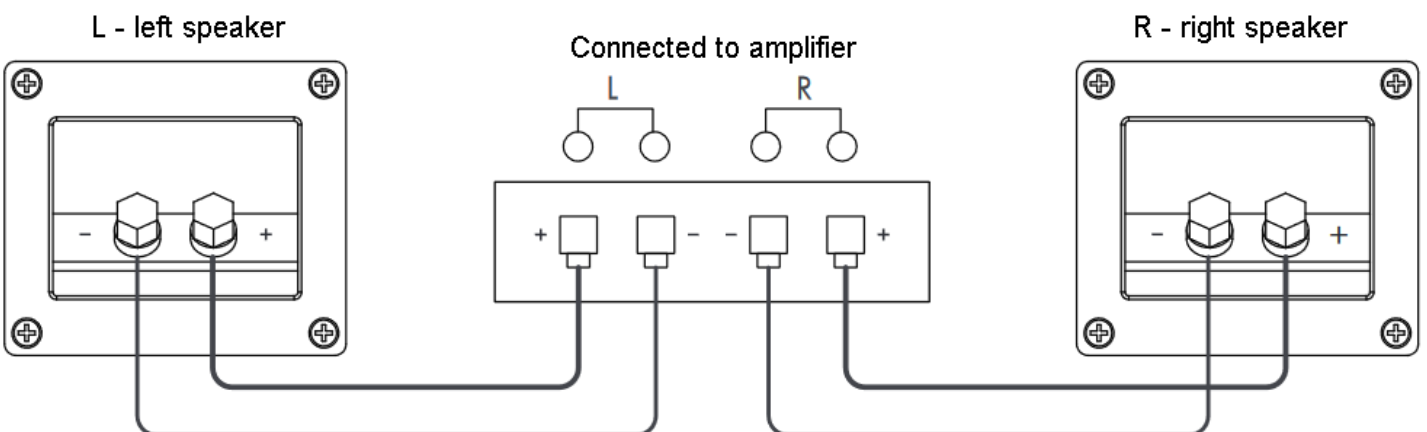 L - left speaker
Connected to amplifier
R - right speaker
L
R
- +
+ - - +
- +